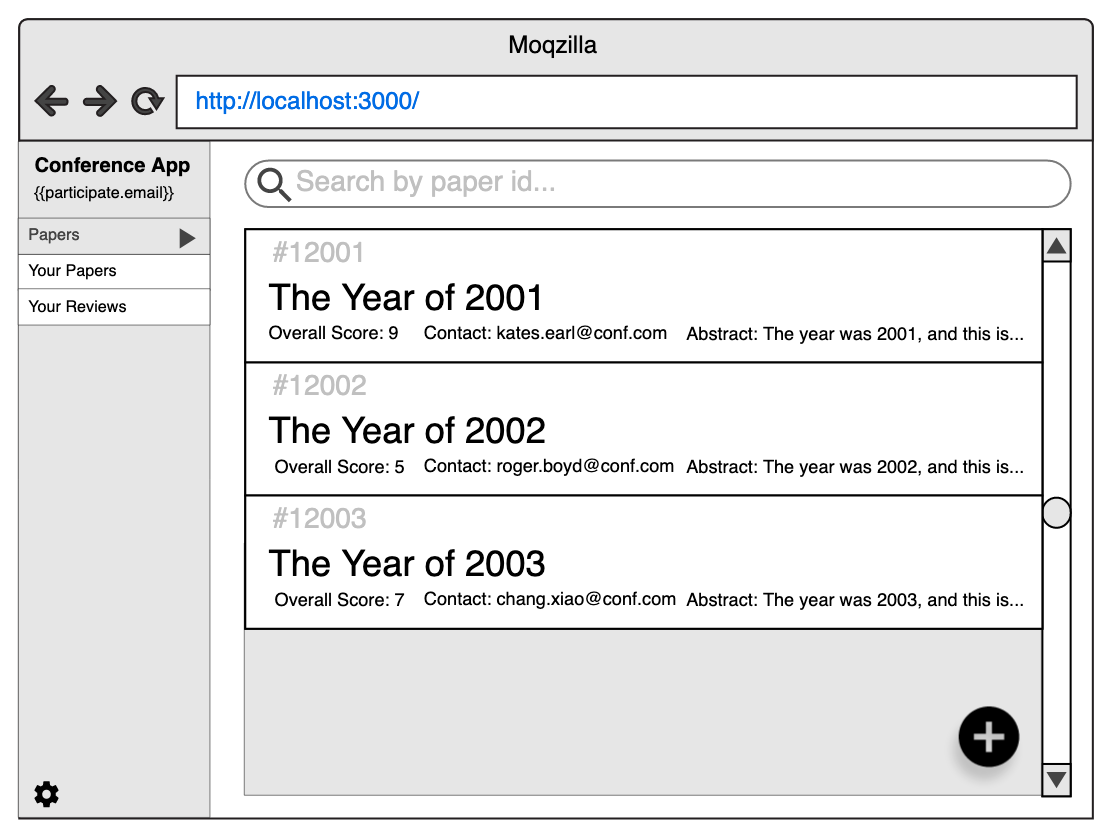 Moqzilla
http://localhost:3000/
Conference App
{{participate.email}}
Papers
Your Papers
Your Reviews
Search by paper id...
#12001
The Year of 2001
Overall Score: 9 Contact: kates.earl@conf.com Abstract: The year was 2001, and this is...
#12002
The Year of 2002
Overall Score: 5 Contact: roger.boyd@conf.com Abstract: The year was 2002, and this is...
#12003
The Year of 2003
Overall Score: 7 Contact: chang.xiao@conf.com Abstract: The year was 2003, and this is...